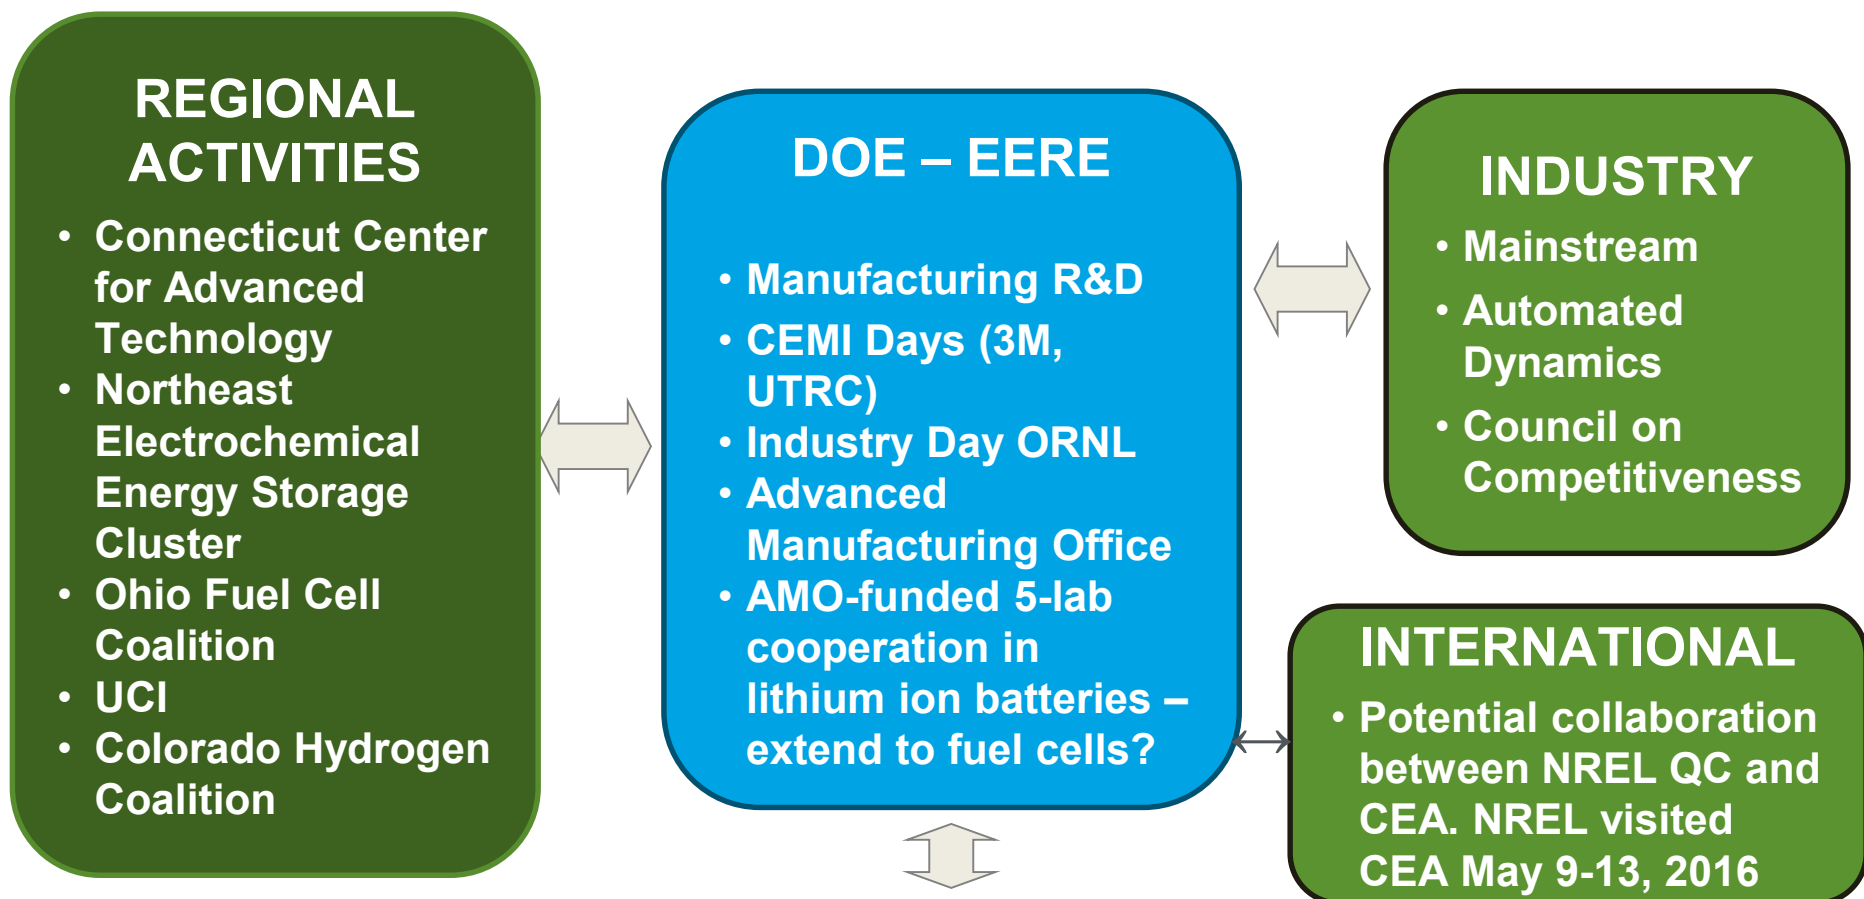 REGIONAL
ACTIVITIES
• Connecticut Center
for Advanced
Technology
• Northeast
Electrochemical
Energy Storage
Cluster
• Ohio Fuel Cell
Coalition
• UCI
• Colorado Hydrogen
Coalition
DOE – EERE
• Manufacturing R&D
• CEMI Days (3M,
UTRC)
• Industry Day ORNL
• Advanced
Manufacturing Office
• AMO-funded 5-lab
cooperation in
lithium ion batteries –
extend to fuel cells?
INDUSTRY
• Mainstream
• Automated
Dynamics
• Council on
Competitiveness
INTERNATIONAL
• Potential collaboration
between NREL QC and
CEA. NREL visited
CEA May 9-13, 2016